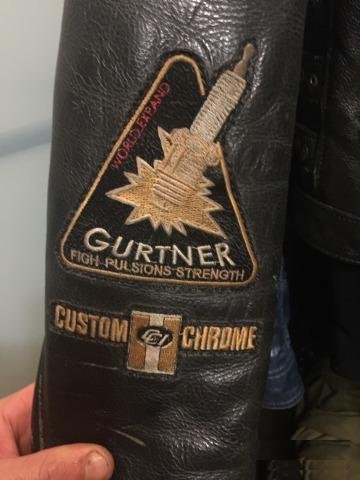 WORLD EXPAND
GURTNER
FIGH-PULSIONS STRENGTH
CUSTOM CHROME